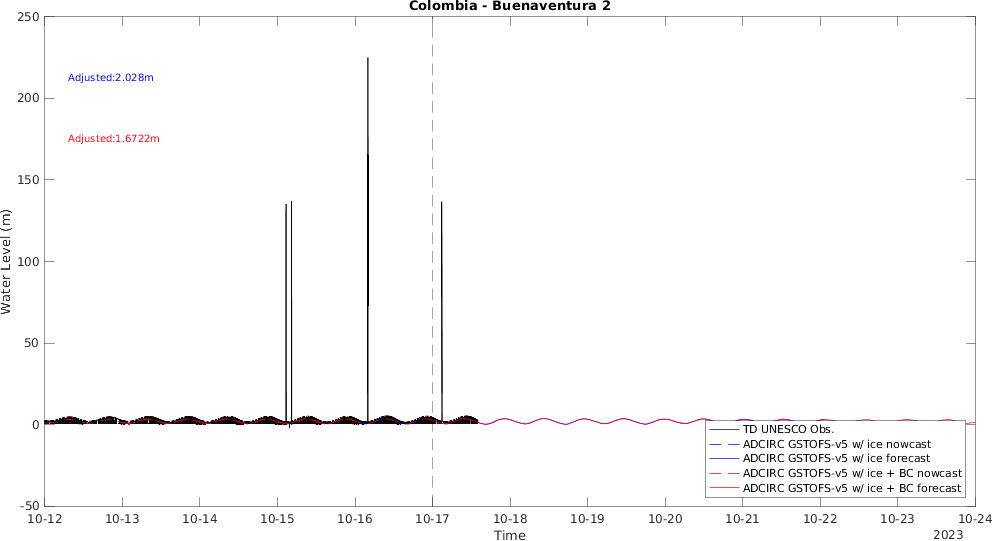 Colombia - Buenaventura 2
250
200
150
100
50
0
-50
Water Level (m)
Adjusted:2.028m
Adjusted:1.6722m
TD UNESCO Obs.
ADCIRC GSTOFS-v5 w/ ice nowcast
ADCIRC GSTOFS-v5 w/ ice forecast
ADCIRC GSTOFS-v5 w/ ice + BC nowcast
ADCIRC GSTOFS-v5 w/ ice + BC forecast
10-12 10-13 10-14 10-15 10-16 10-17 10-18 10-19 10-20 10-21 10-22 10-23 10-24
Time
2023